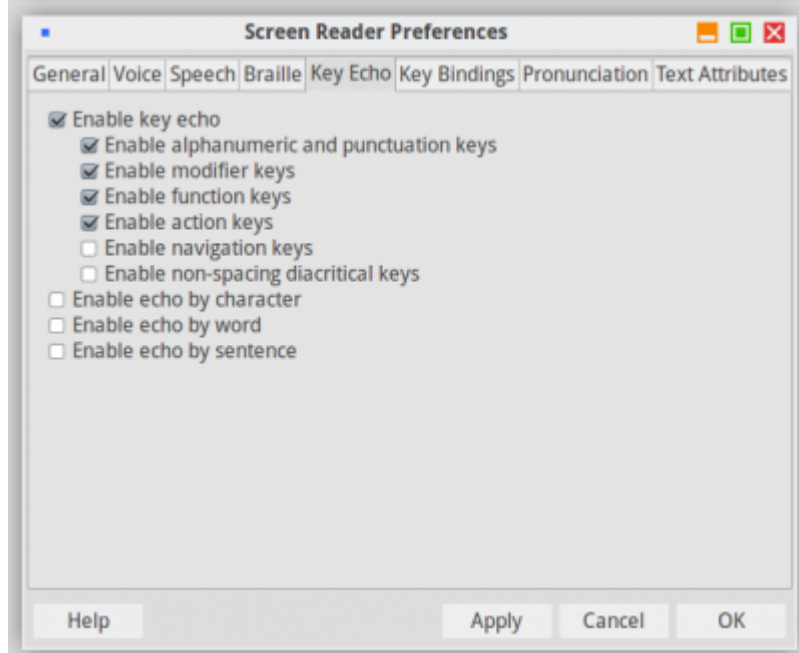 Screen Reader Preferences
General Voice Speech Braille Key Echo Key Bindings Pronunciation Text Attributes
Enable key echo
Enable alphanumeric and punctuation keys
Enable modifier keys
Enable function keys
Enable action keys
Enable navigation keys
Enable non-spacing diacritical keys
Enable echo by character
Enable echo by word
Enable echo by sentence
Help Apply Cancel OK